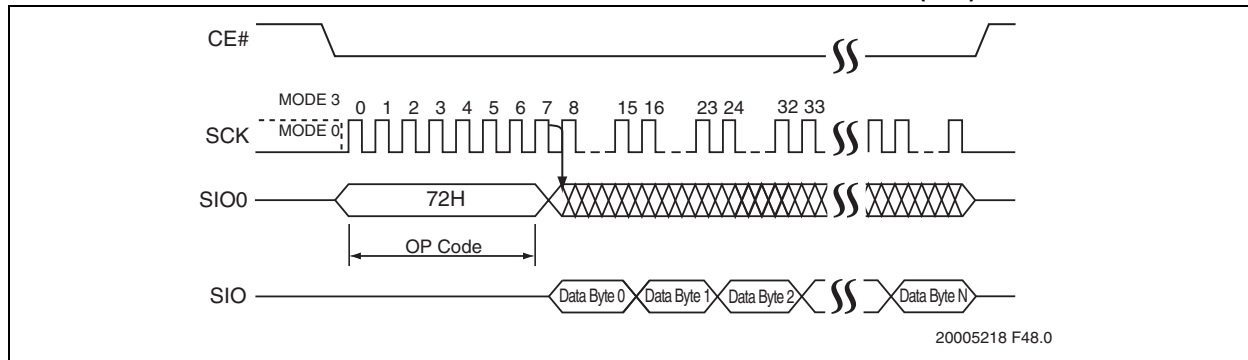 CE#
MODE 3
0 1 2 3 4 5 6 7 8 15 16 23 24 32 33
SCK
MODE 0
SIO0
72H
OP Code
SIO
Data Byte 0
Data Byte 1
Data Byte 2
Data Byte N
20005218 F48.0